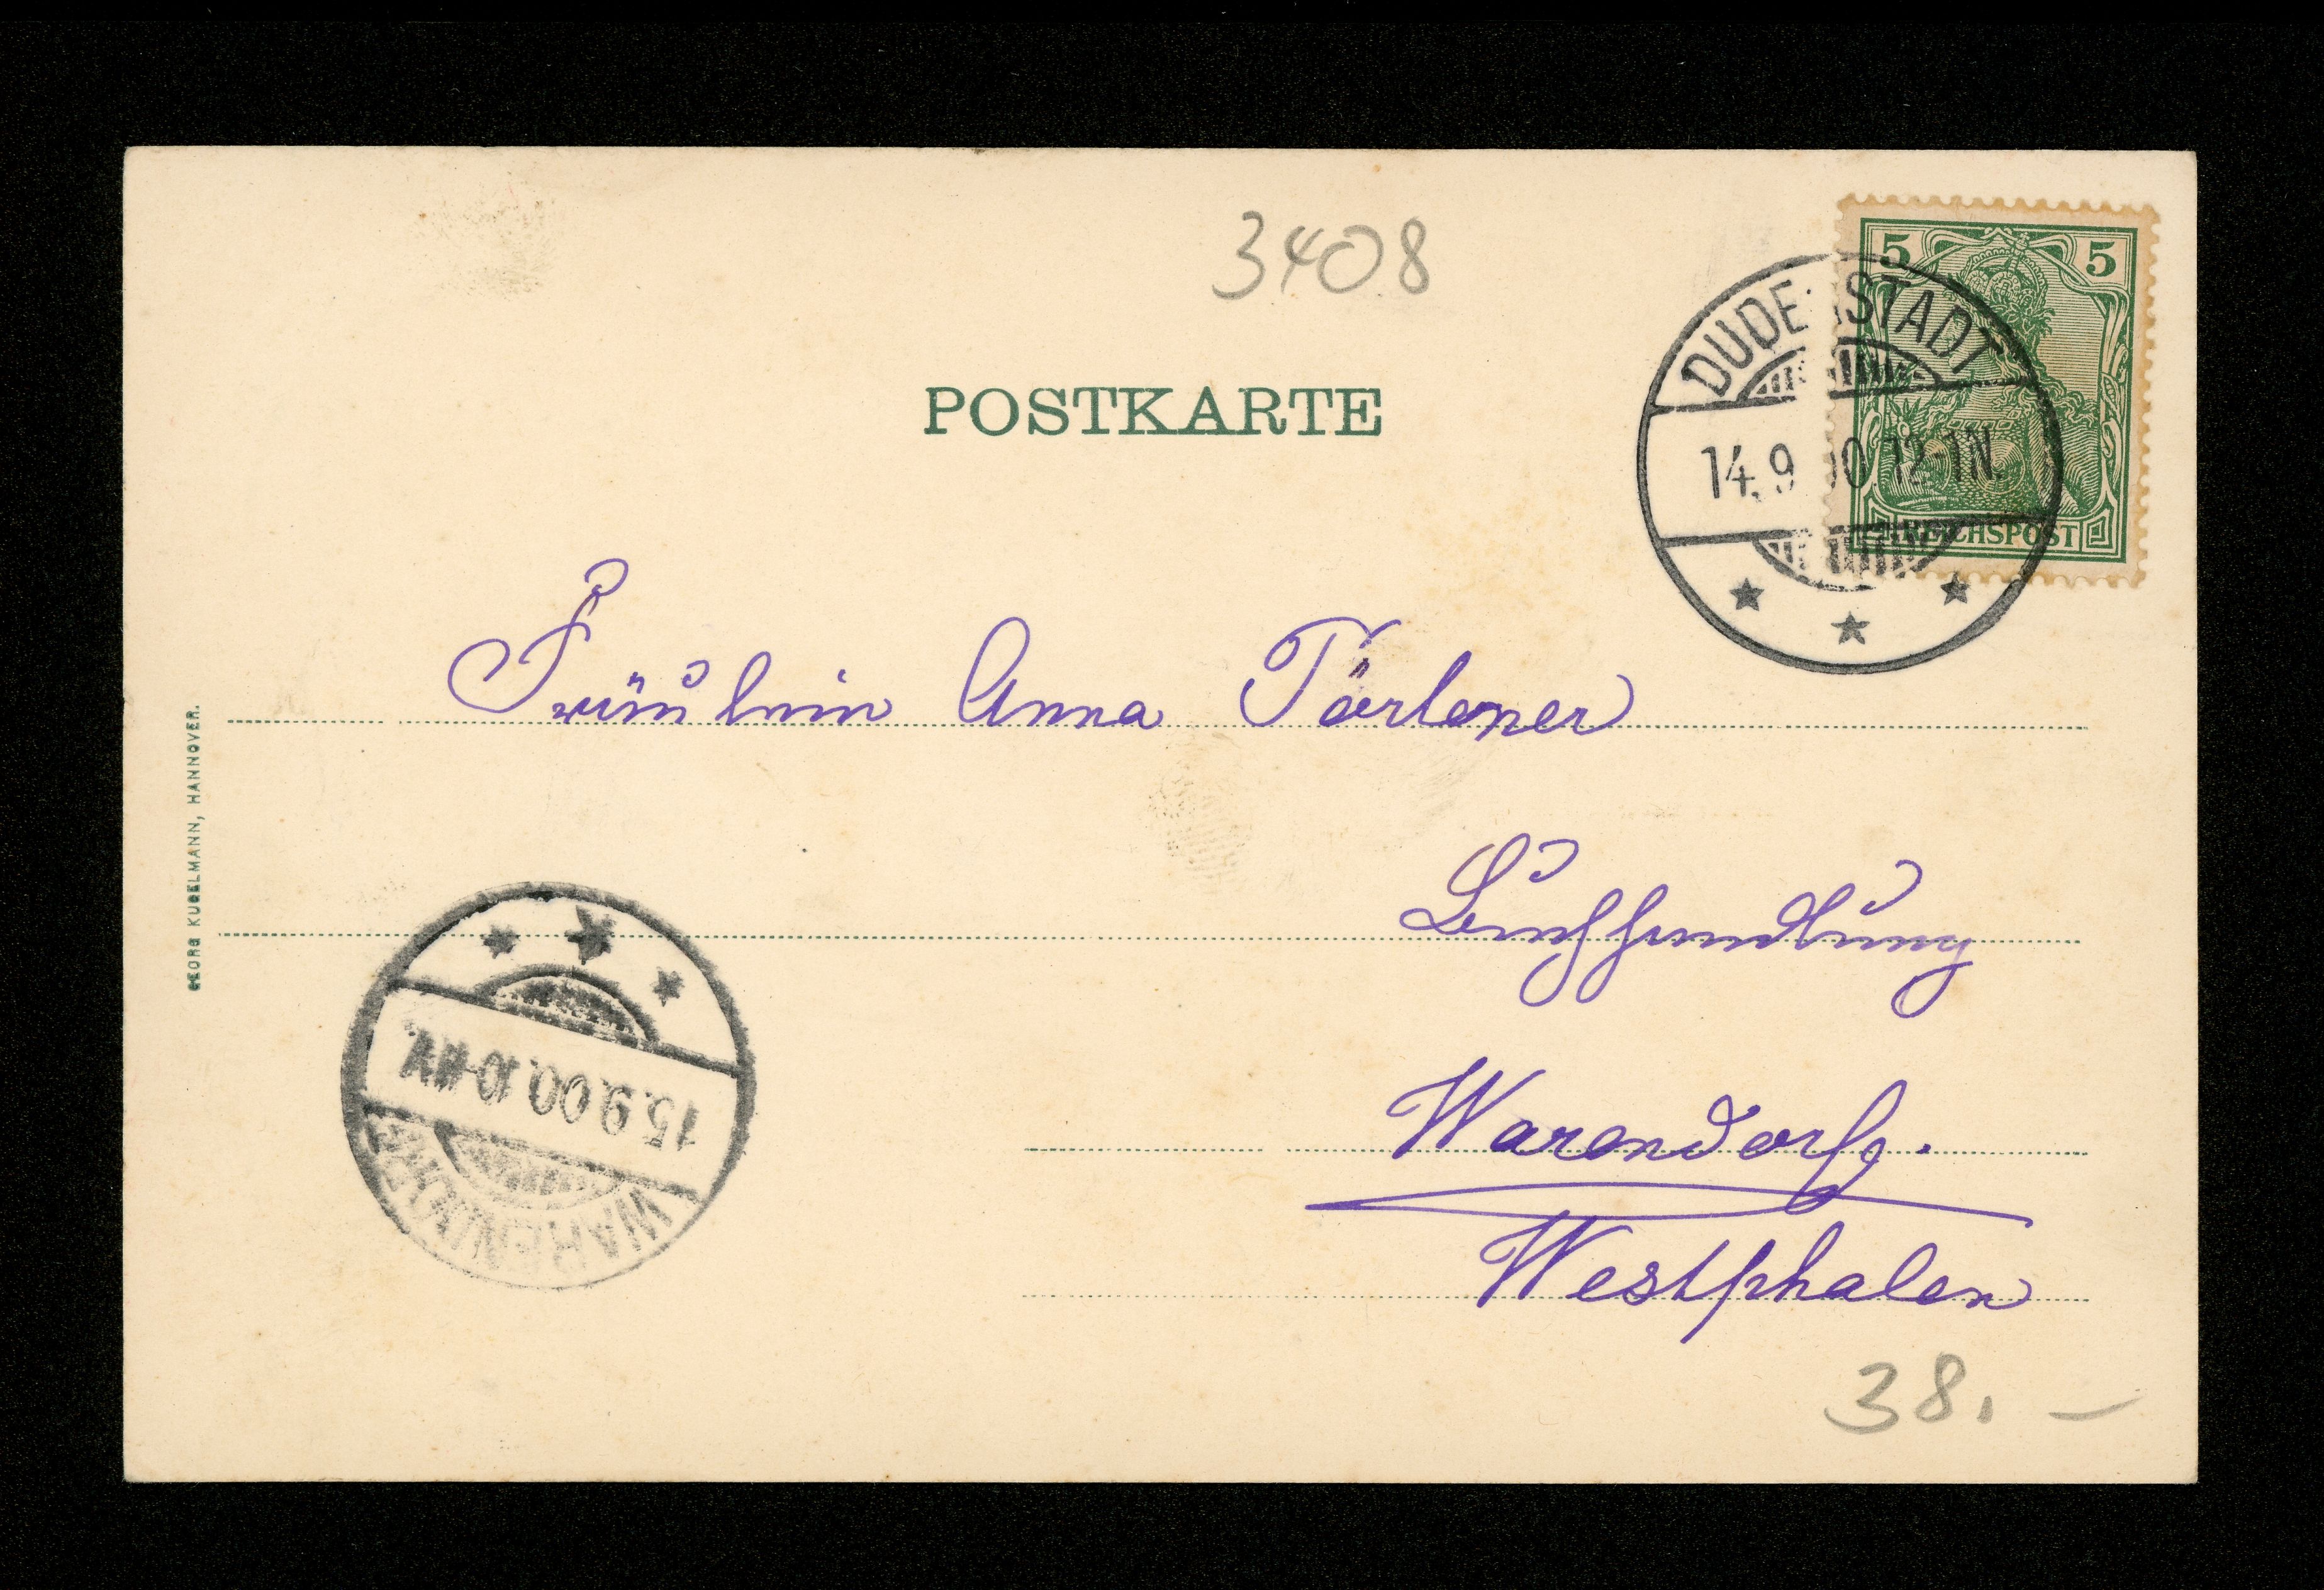 3408
5 5
REICHSPOST
DUDERSTADT
14.9.00 12-1N.
POSTKARTE
Fräulein Anna Törlener
Buchhandlung
Warendorf.
Westphalen
GEORG KUGELMANN, HANNOVER.
WARENDORF
15.9.00.10-11V.
38.–